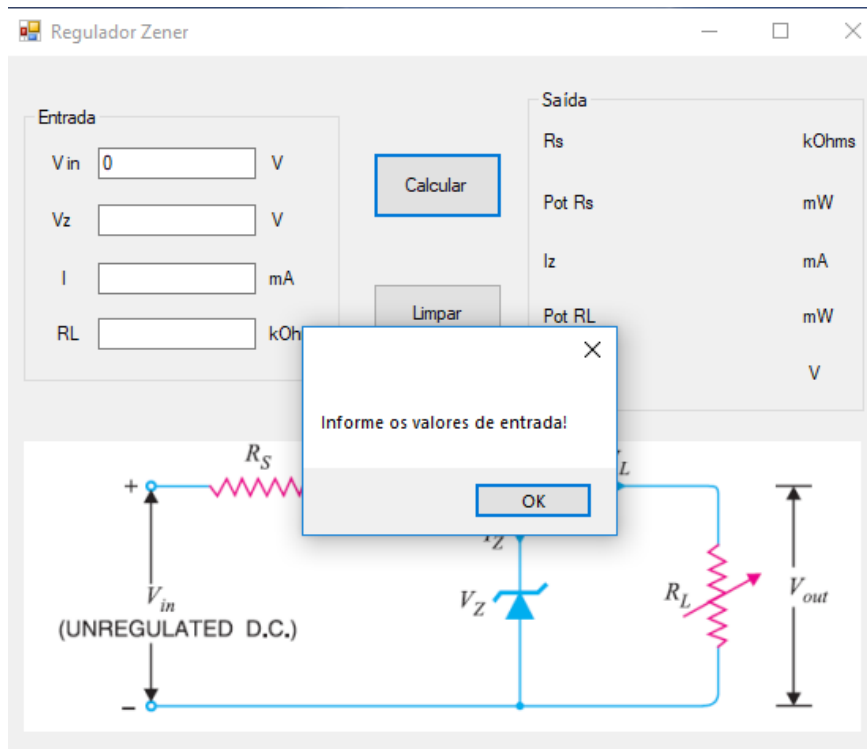 Regulador Zener
Entrada
V in 0 V
Vz V
I mA
RL kOh
Calcular
Limpar
Saída
Rs kOhms
Pot Rs mW
Iz mA
Pot RL mW
V
Informe os valores de entrada!
OK
+ R_S L
I_Z
V_in
(UNREGULATED D.C.)
V_Z
R_L
V_out
–